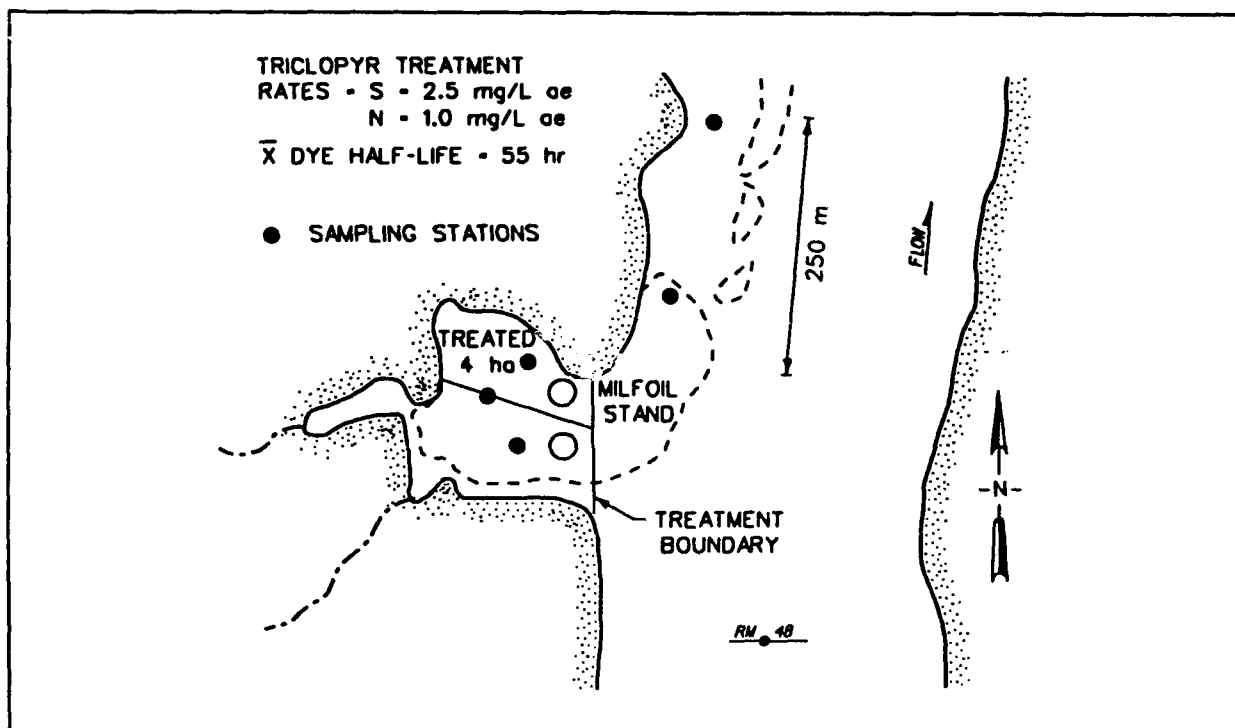 TRICLOPYR TREATMENT
RATES - S - 2.5 mg/L ae
N - 1.0 mg/L ae
X̅ DYE HALF-LIFE - 55 hr
● SAMPLING STATIONS
250 m
FLOW
TREATED
4 ha
MILFOIL
STAND
-N-
TREATMENT
BOUNDARY
RM 48